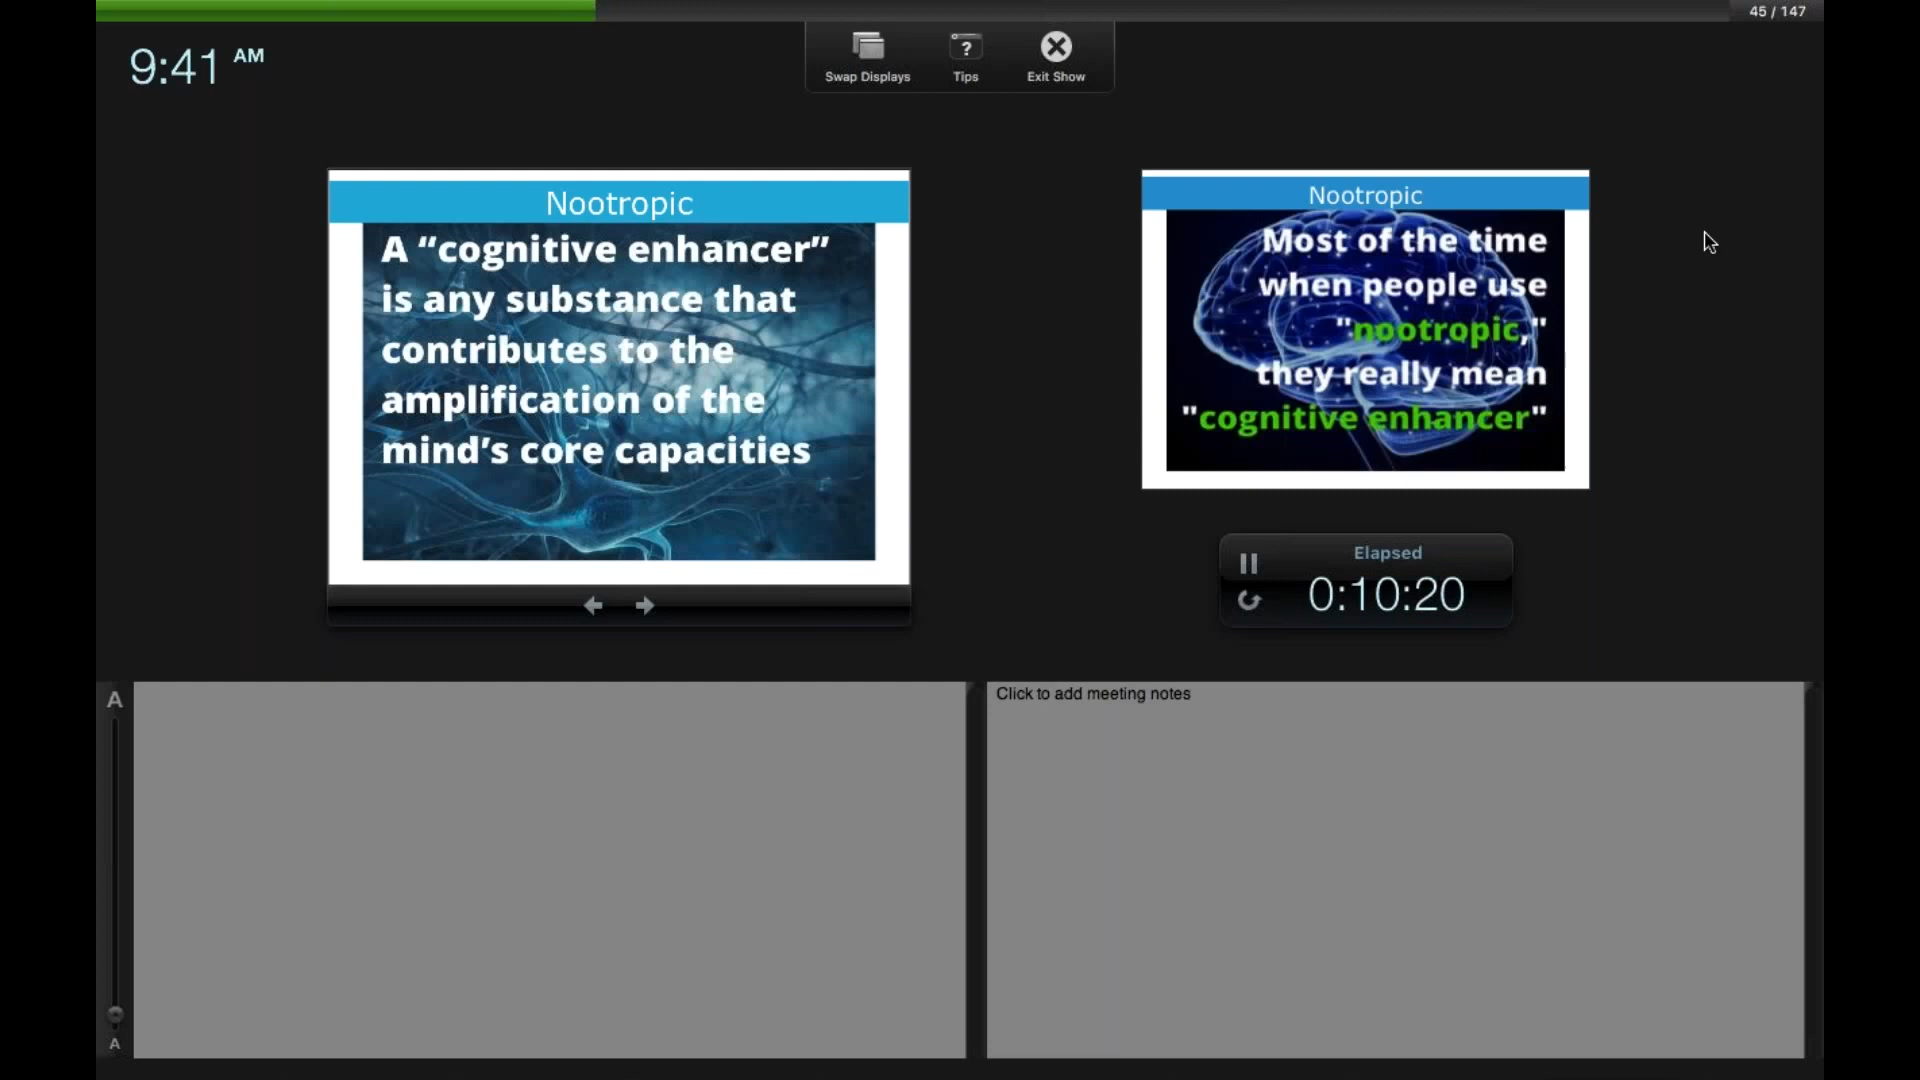 45 / 147
9:41 AM
Swap Displays
Tips
Exit Show
Nootropic
A “cognitive enhancer”
is any substance that
contributes to the
amplification of the
mind’s core capacities
Nootropic
Most of the time
when people use
"nootropic,"
they really mean
"cognitive enhancer"
Elapsed
0:10:20
A
A
Click to add meeting notes